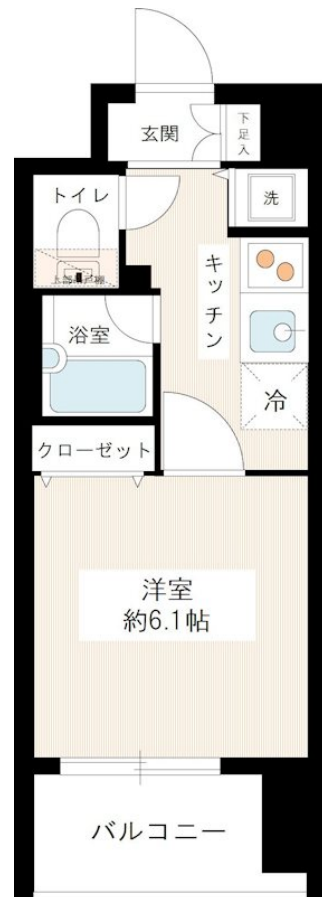 玄関
下足入
トイレ
洗
キッチン
浴室
冷
クローゼット
洋室
約6.1帖
バルコニー